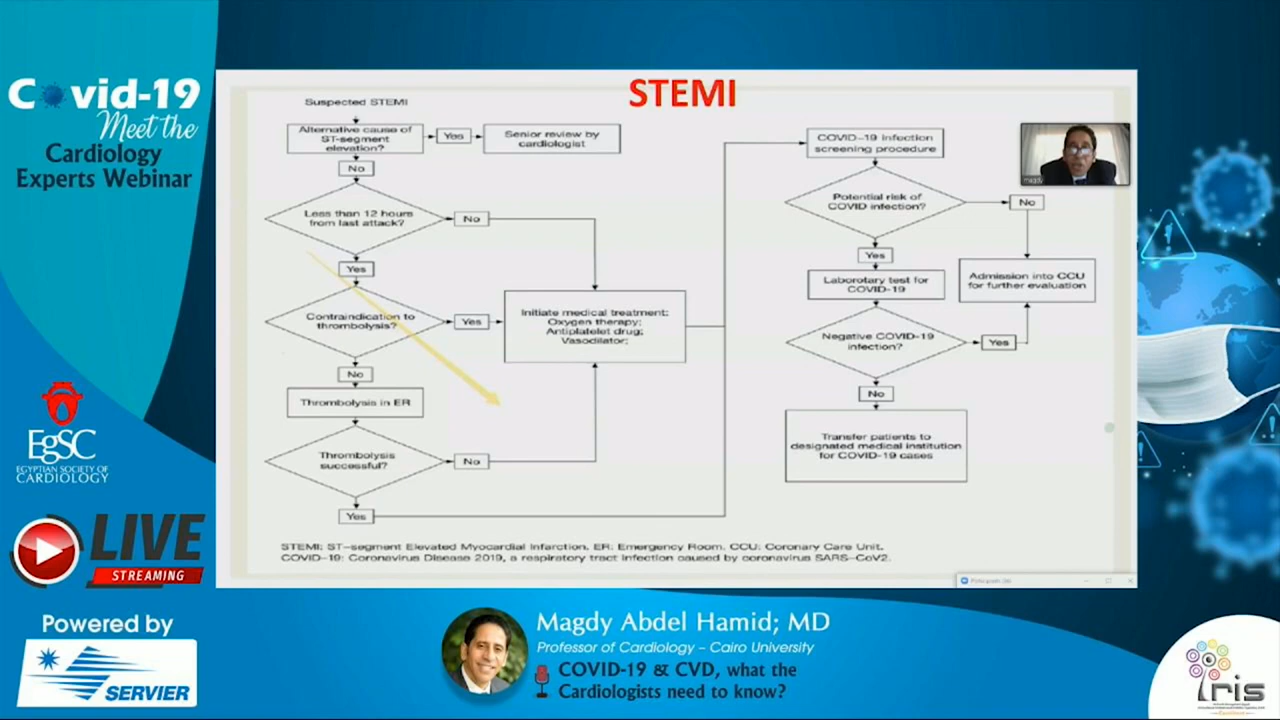 Covid-19
Meet the
Cardiology
Experts Webinar
STEMI
Suspected STEMI
Alternative cause of
ST-segment
elevation?
Yes
Senior review by
cardiologist
No
Less than 12 hours
from last attack?
No
Yes
Contraindication to
thrombolysis?
Yes
Initiate medical treatment:
Oxygen therapy;
Antiplatelet drug;
Vasodilator;
No
Thrombolysis in ER
Thrombolysis
successful?
No
Yes
COVID-19 infection
screening procedure
Potential risk of
COVID infection?
No
Yes
Laborotary test for
COVID-19
Admission into CCU
for further evaluation
Negative COVID-19
infection?
Yes
No
Transfer patients to
designated medical institution
for COVID-19 cases
STEMI: ST-segment Elevated Myocardial Infarction. ER: Emergency Room. CCU: Coronary Care Unit.
COVID-19: Coronavirus Disease 2019, a respiratory tract infection caused by coronavirus SARS-CoV2.
EgSC
EGYPTIAN SOCIETY OF
CARDIOLOGY
LIVE
STREAMING
Powered by
SERVIER
Magdy Abdel Hamid; MD
Professor of Cardiology – Cairo University
COVID-19 & CVD, what the
Cardiologists need to know?
Iris